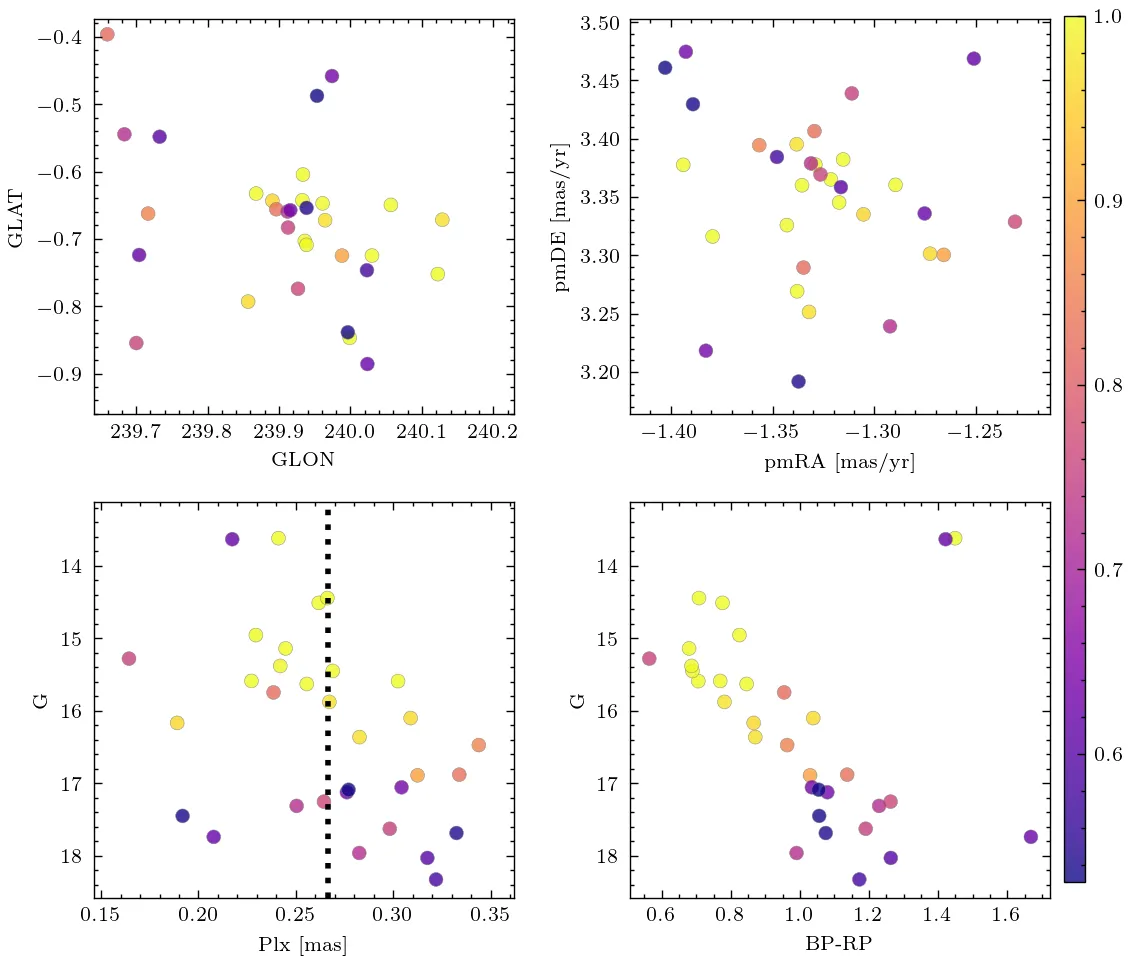 −0.4
−0.5
−0.6
−0.7
−0.8
−0.9
GLAT
239.7 239.8 239.9 240.0 240.1 240.2
GLON
3.50
3.45
3.40
3.35
3.30
3.25
3.20
pmDE [mas/yr]
−1.40 −1.35 −1.30 −1.25
pmRA [mas/yr]
1.0
0.9
0.8
0.7
0.6
14
15
16
17
18
G
0.15 0.20 0.25 0.30 0.35
Plx [mas]
14
15
16
17
18
G
0.6 0.8 1.0 1.2 1.4 1.6
BP-RP